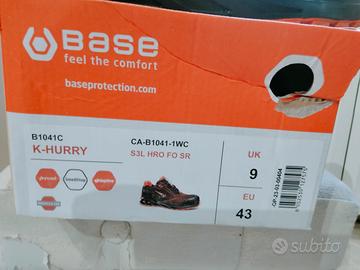 BASE
feel the comfort
baseprotection.com
B1041C
K-HURRY
CA-B1041-1WC
S3L HRO FO SR
UK
9
EU
43
subito